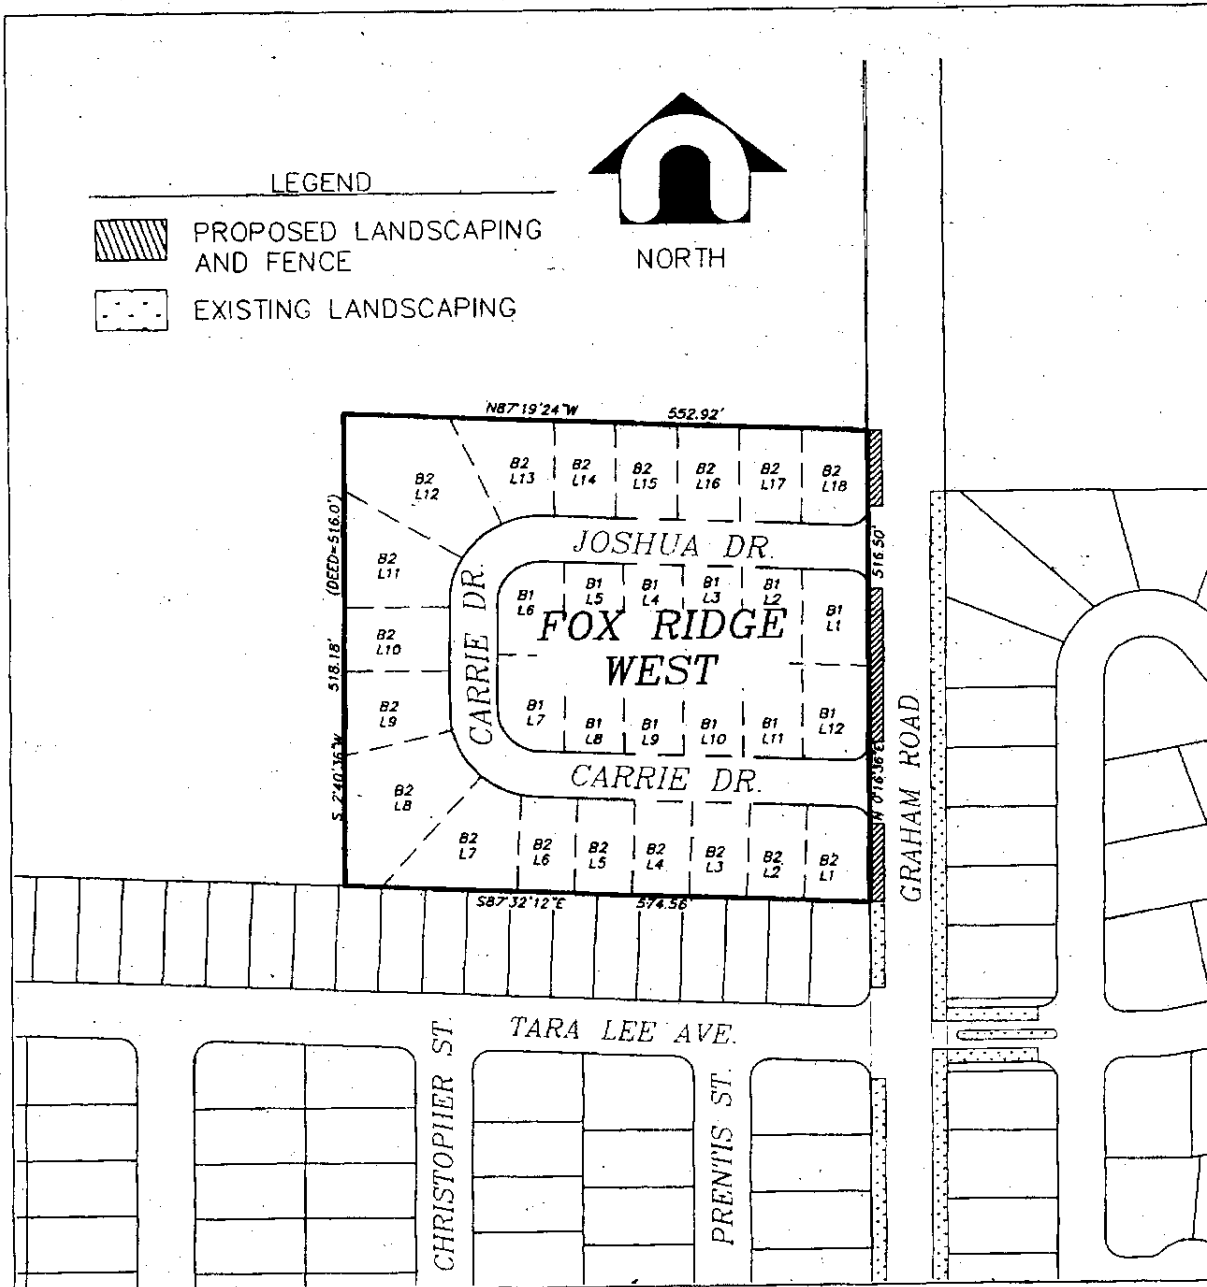 LEGEND
PROPOSED LANDSCAPING
AND FENCE
EXISTING LANDSCAPING
NORTH
N87°19'24"W 552.92'
B2
L12
B2
L13
B2
L14
B2
L15
B2
L16
B2
L17
B2
L18
(DEED=516.0')
518.18'
S 2°40'36"W
516.50'
N 0°16'36"E
JOSHUA DR.
B2
L11
B2
L10
B2
L9
B2
L8
CARRIE DR.
B1
L6
B1
L5
B1
L4
B1
L3
B1
L2
B1
L1
FOX RIDGE
WEST
B1
L7
B1
L8
B1
L9
B1
L10
B1
L11
B1
L12
CARRIE DR.
B2
L7
B2
L6
B2
L5
B2
L4
B2
L3
B2
L2
B2
L1
GRAHAM ROAD
S87°32'12"E 574.56'
TARA LEE AVE.
CHRISTOPHER ST.
PRENTIS ST.